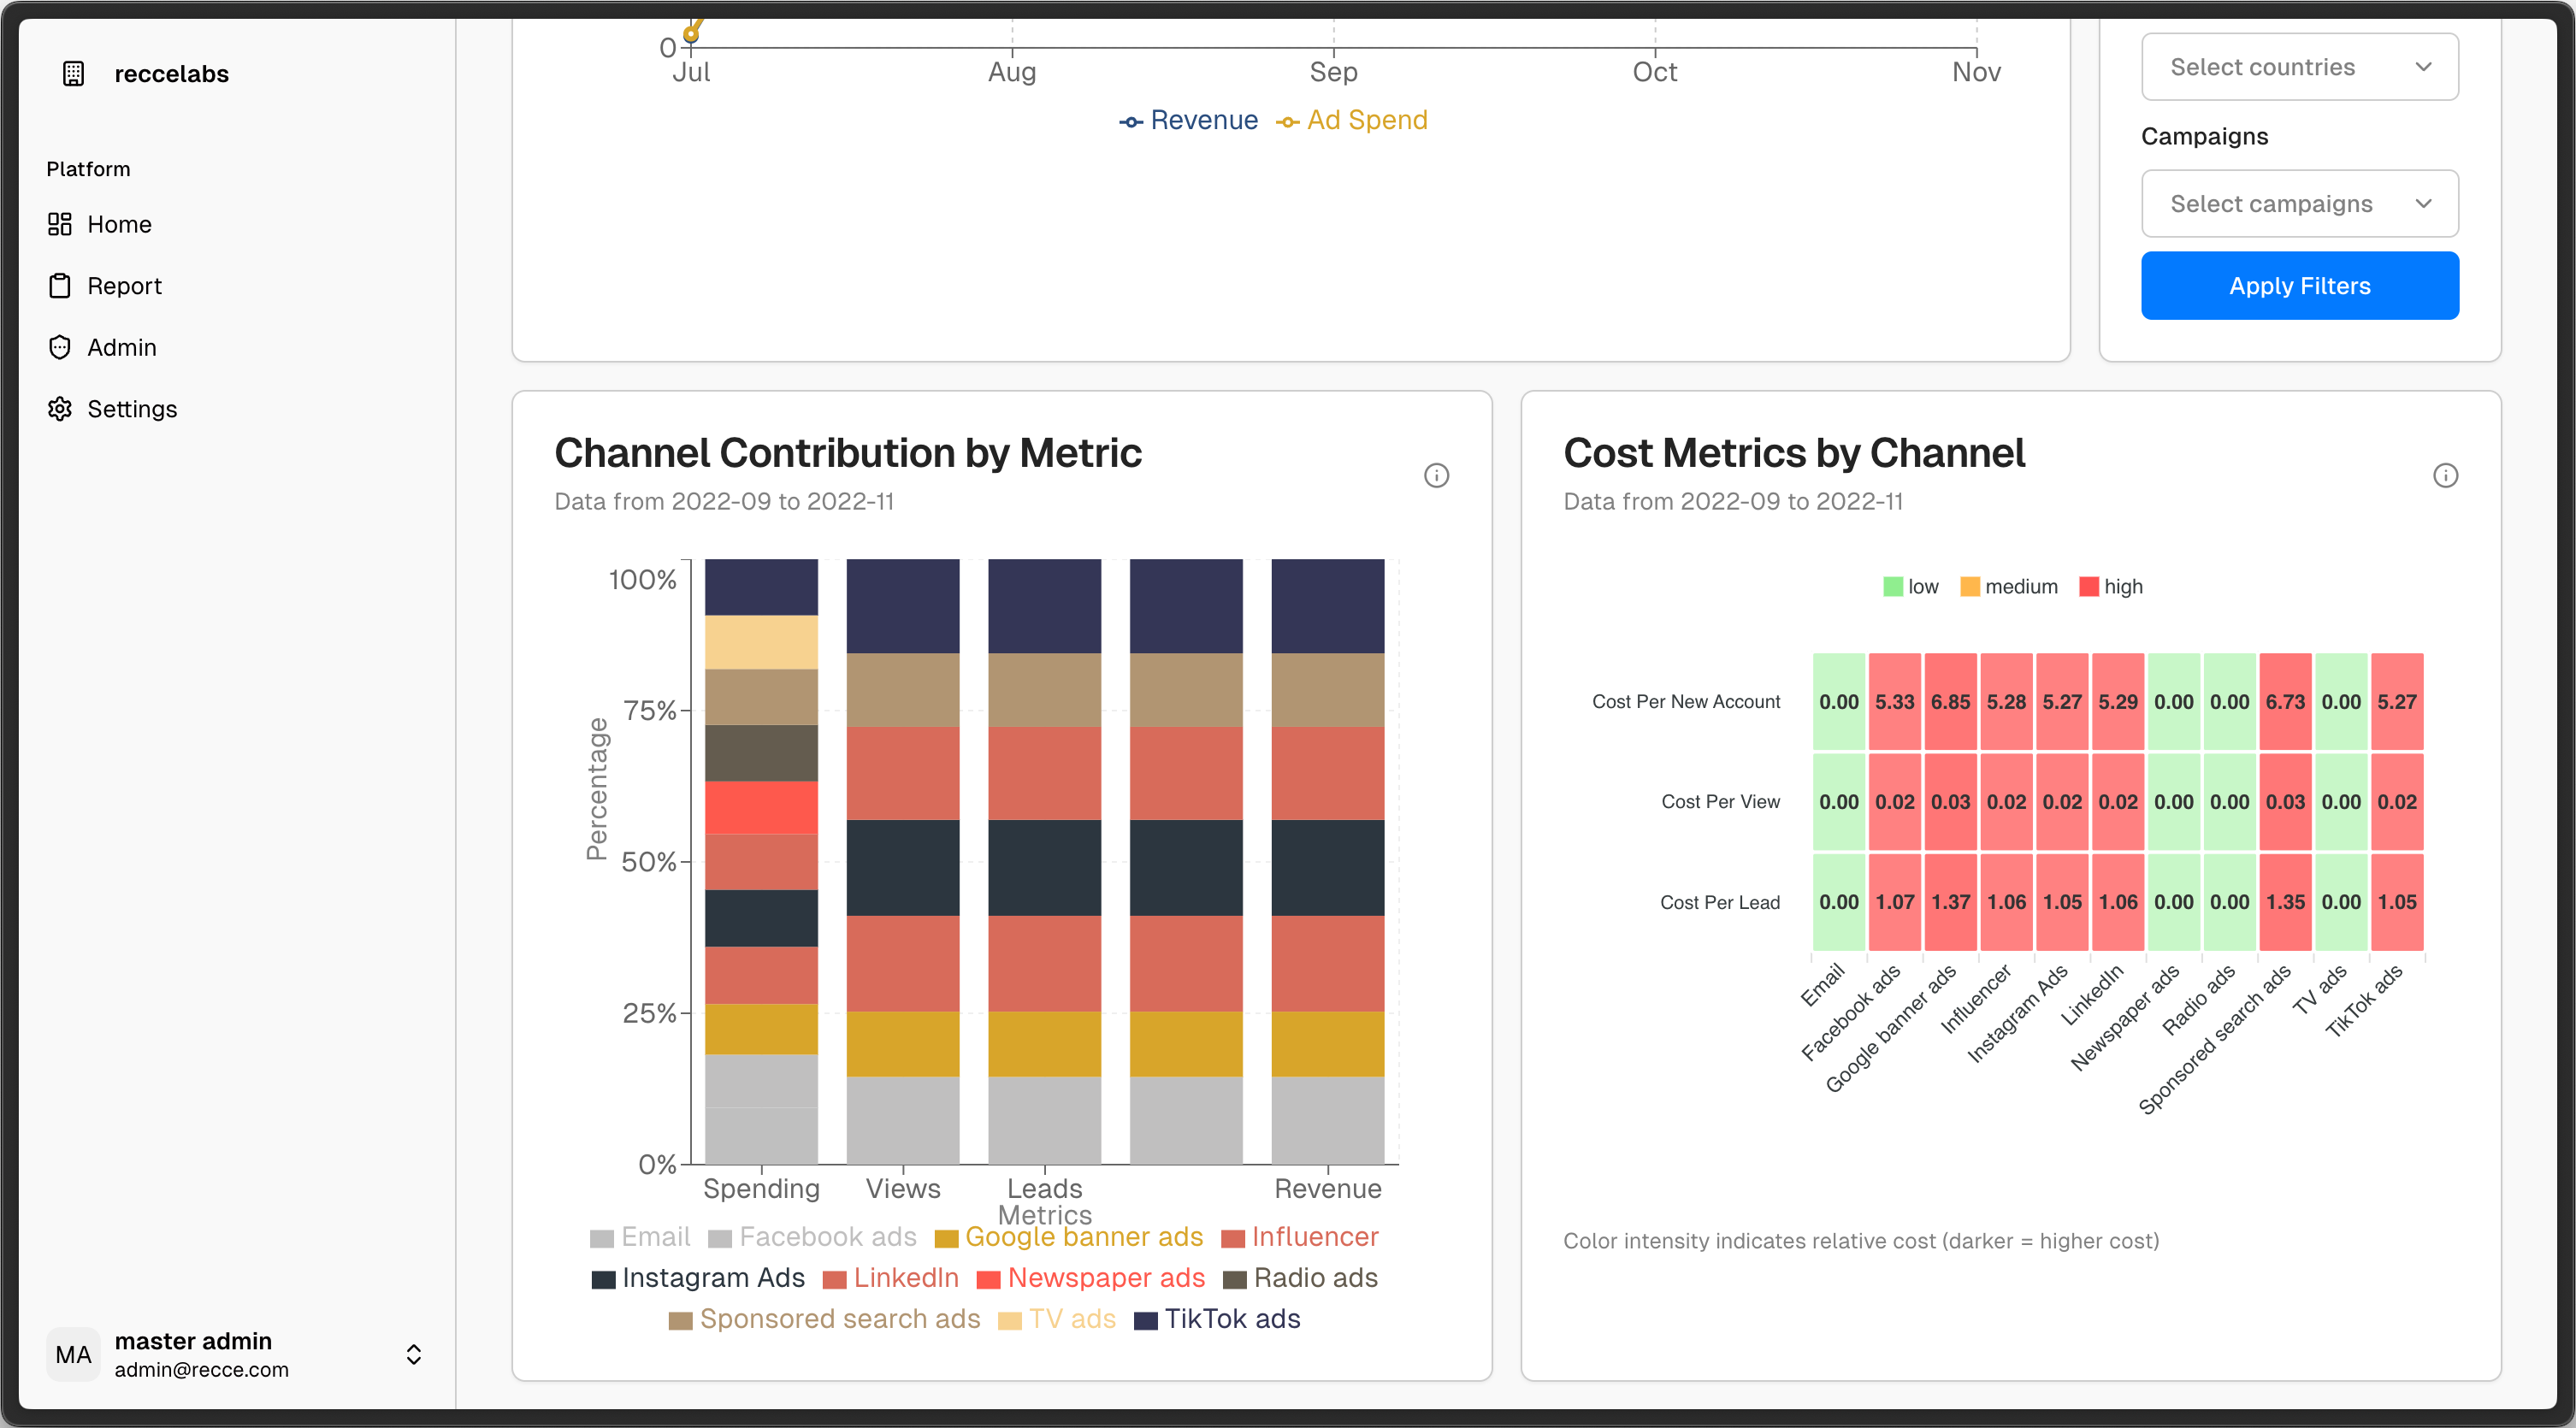 reccelabs
Platform
Home
Report
Admin
Settings
MA
master admin
admin@recce.com
0
Jul Aug Sep Oct Nov
Revenue Ad Spend
Select countries
Campaigns
Select campaigns
Apply Filters
Channel Contribution by Metric
Data from 2022-09 to 2022-11
100%
75%
50%
25%
0%
Percentage
Spending Views Leads Revenue
Metrics
Email Facebook ads Google banner ads Influencer
Instagram Ads LinkedIn Newspaper ads Radio ads
Sponsored search ads TV ads TikTok ads
Cost Metrics by Channel
Data from 2022-09 to 2022-11
low medium high
Cost Per New Account 0.00 5.33 6.85 5.28 5.27 5.29 0.00 0.00 6.73 0.00 5.27
Cost Per View 0.00 0.02 0.03 0.02 0.02 0.02 0.00 0.00 0.03 0.00 0.02
Cost Per Lead 0.00 1.07 1.37 1.06 1.05 1.06 0.00 0.00 1.35 0.00 1.05
Email
Facebook ads
Google banner ads
Influencer
Instagram Ads
LinkedIn
Newspaper ads
Radio ads
Sponsored search ads
TV ads
TikTok ads
Color intensity indicates relative cost (darker = higher cost)